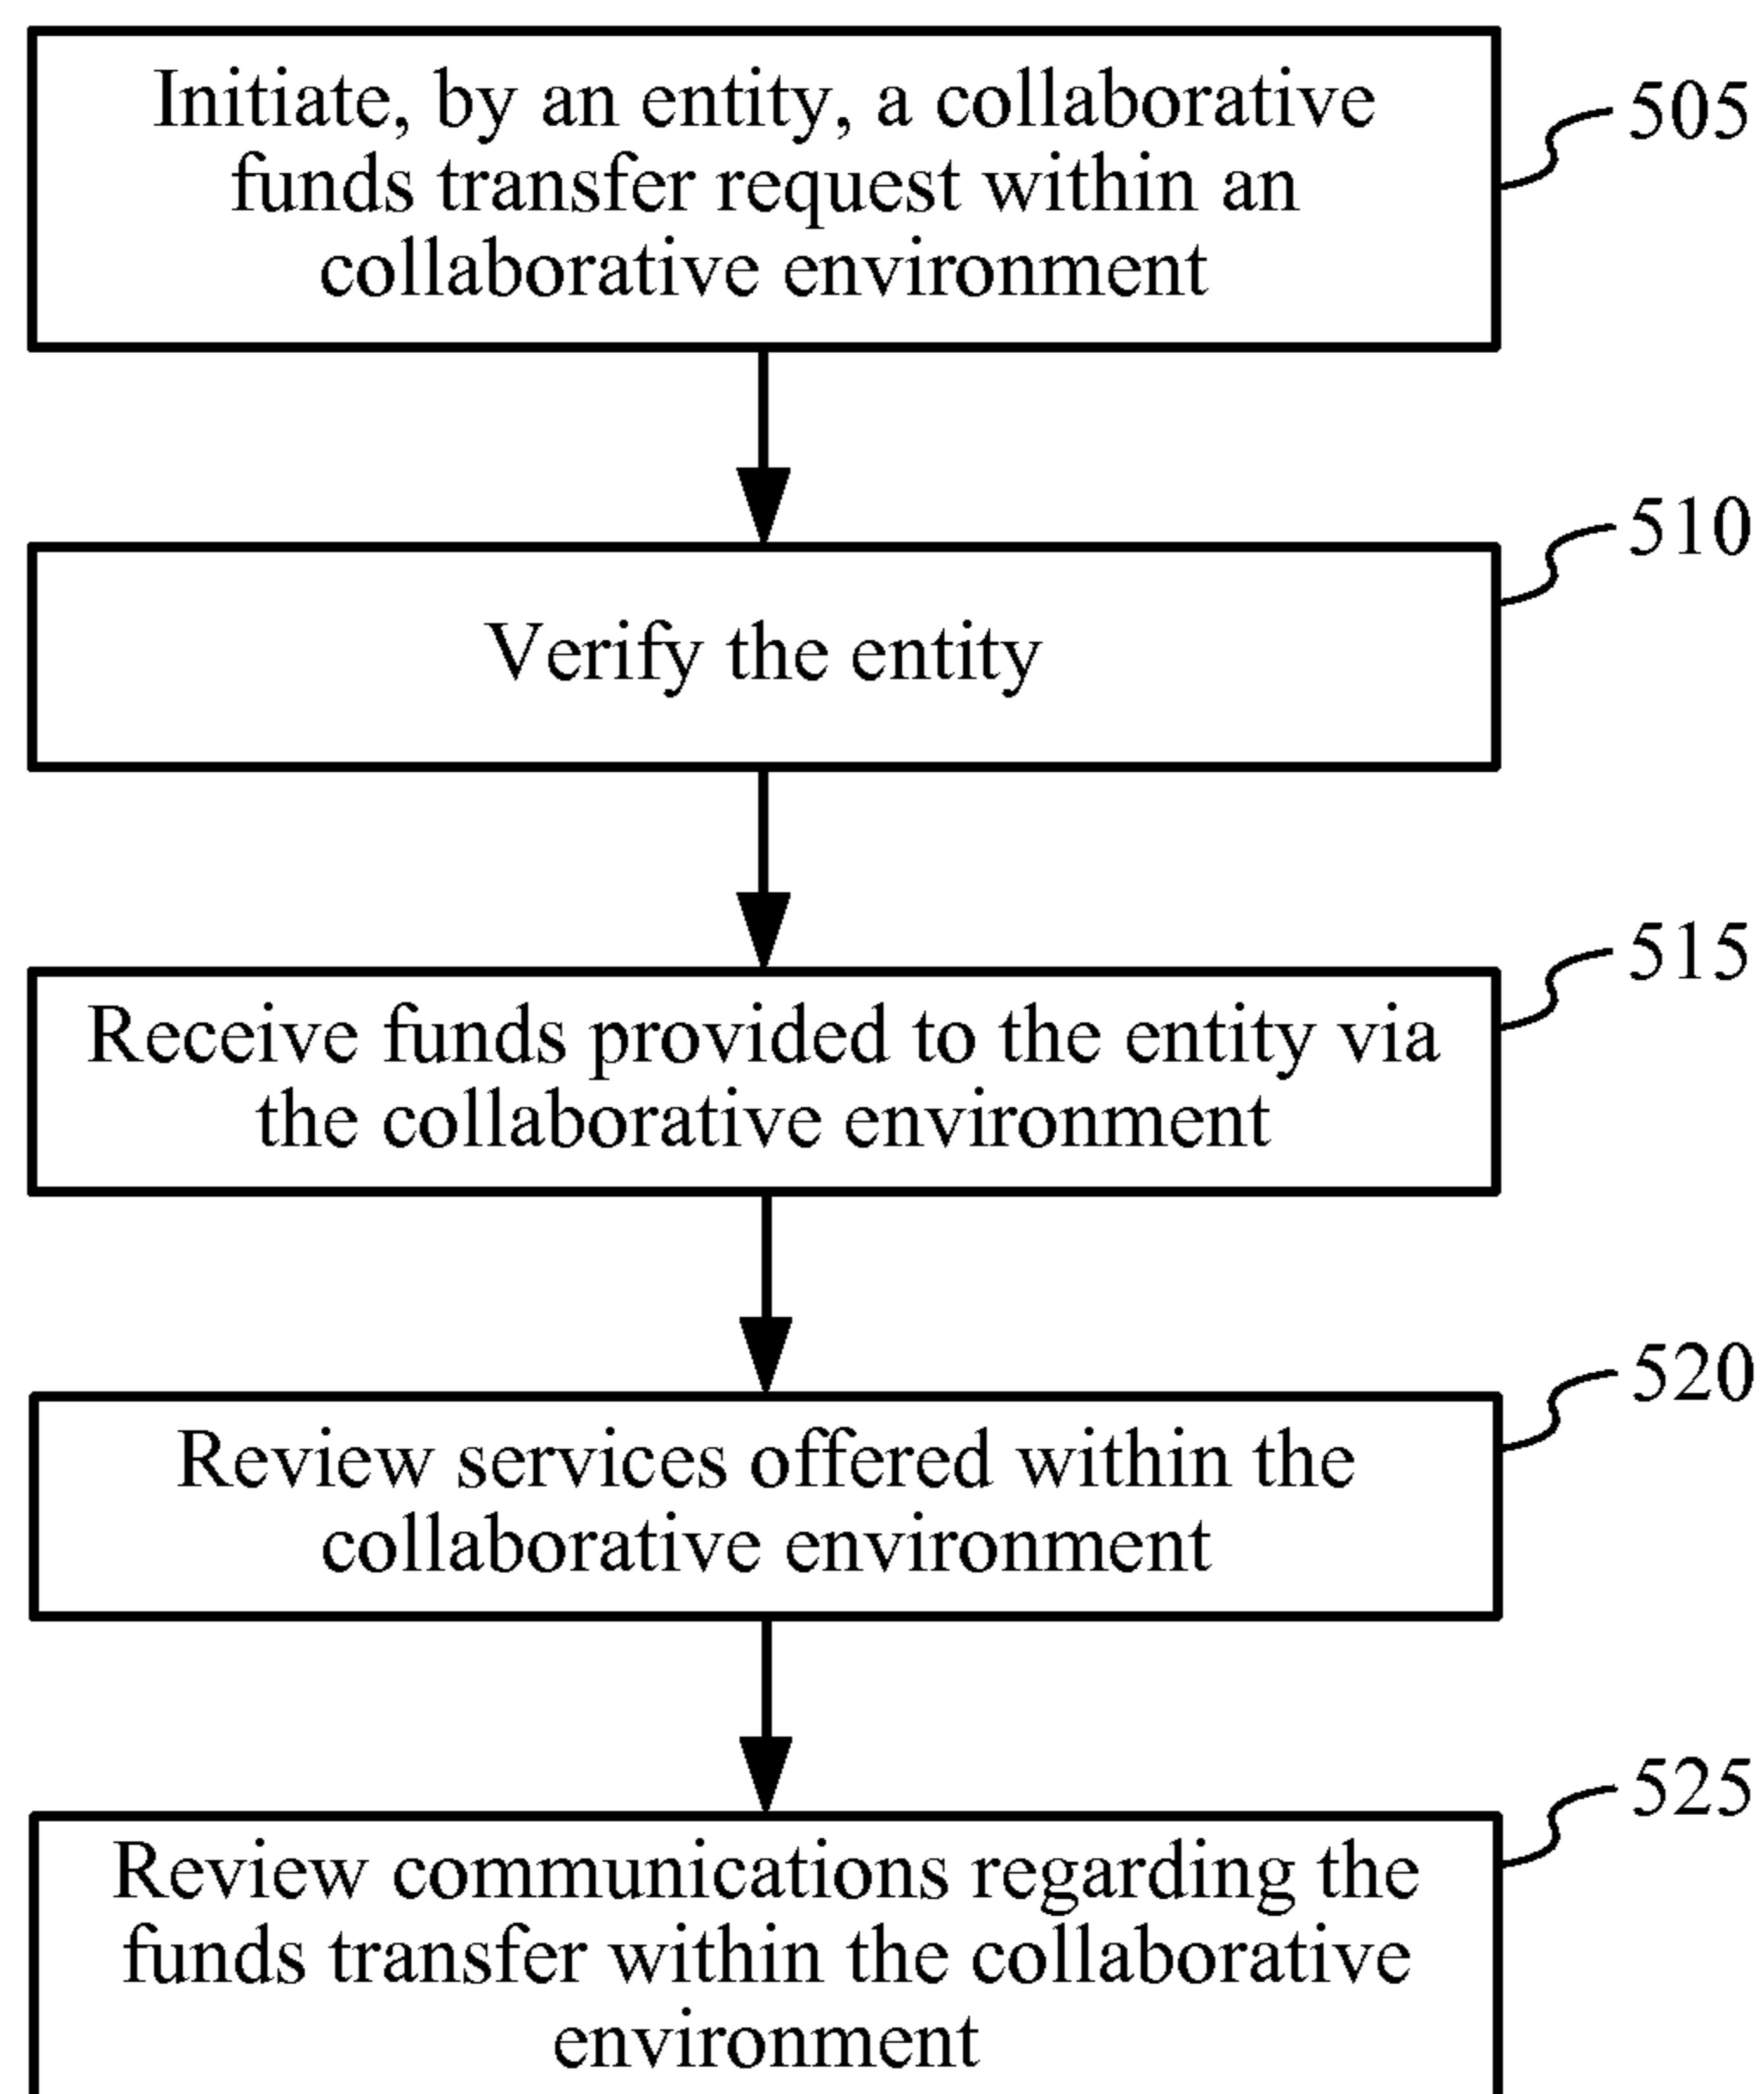 Initiate, by an entity, a collaborative
funds transfer request within an
collaborative environment
505
Verify the entity
510
Receive funds provided to the entity via
the collaborative environment
515
Review services offered within the
collaborative environment
520
Review communications regarding the
funds transfer within the collaborative
environment
525